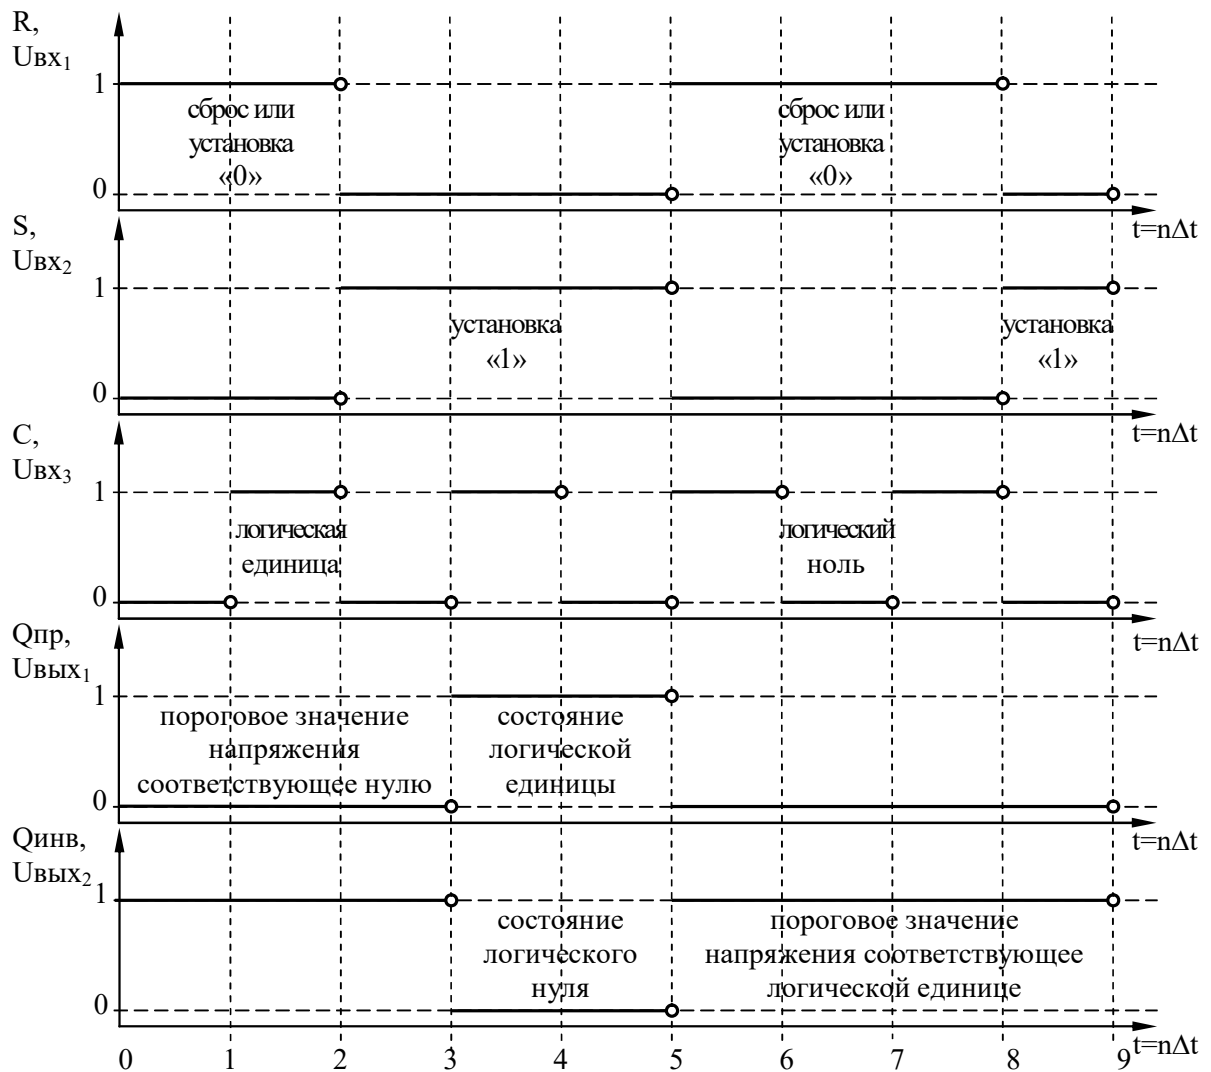 R,
Uвх₁
1
сброс или
установка
«0»
сброс или
установка
«0»
0
t=nΔt
S,
Uвх₂
1
установка
«1»
установка
«1»
0
t=nΔt
C,
Uвх₃
1
логическая
единица
логический
ноль
0
t=nΔt
Qпр,
Uвых₁
1
пороговое значение
напряжения
соответствующее нулю
состояние
логической
единицы
0
t=nΔt
Qинв,
Uвых₂
1
состояние
логического
нуля
пороговое значение
напряжения соответствующее
логической единице
0
t=nΔt
0 1 2 3 4 5 6 7 8 9